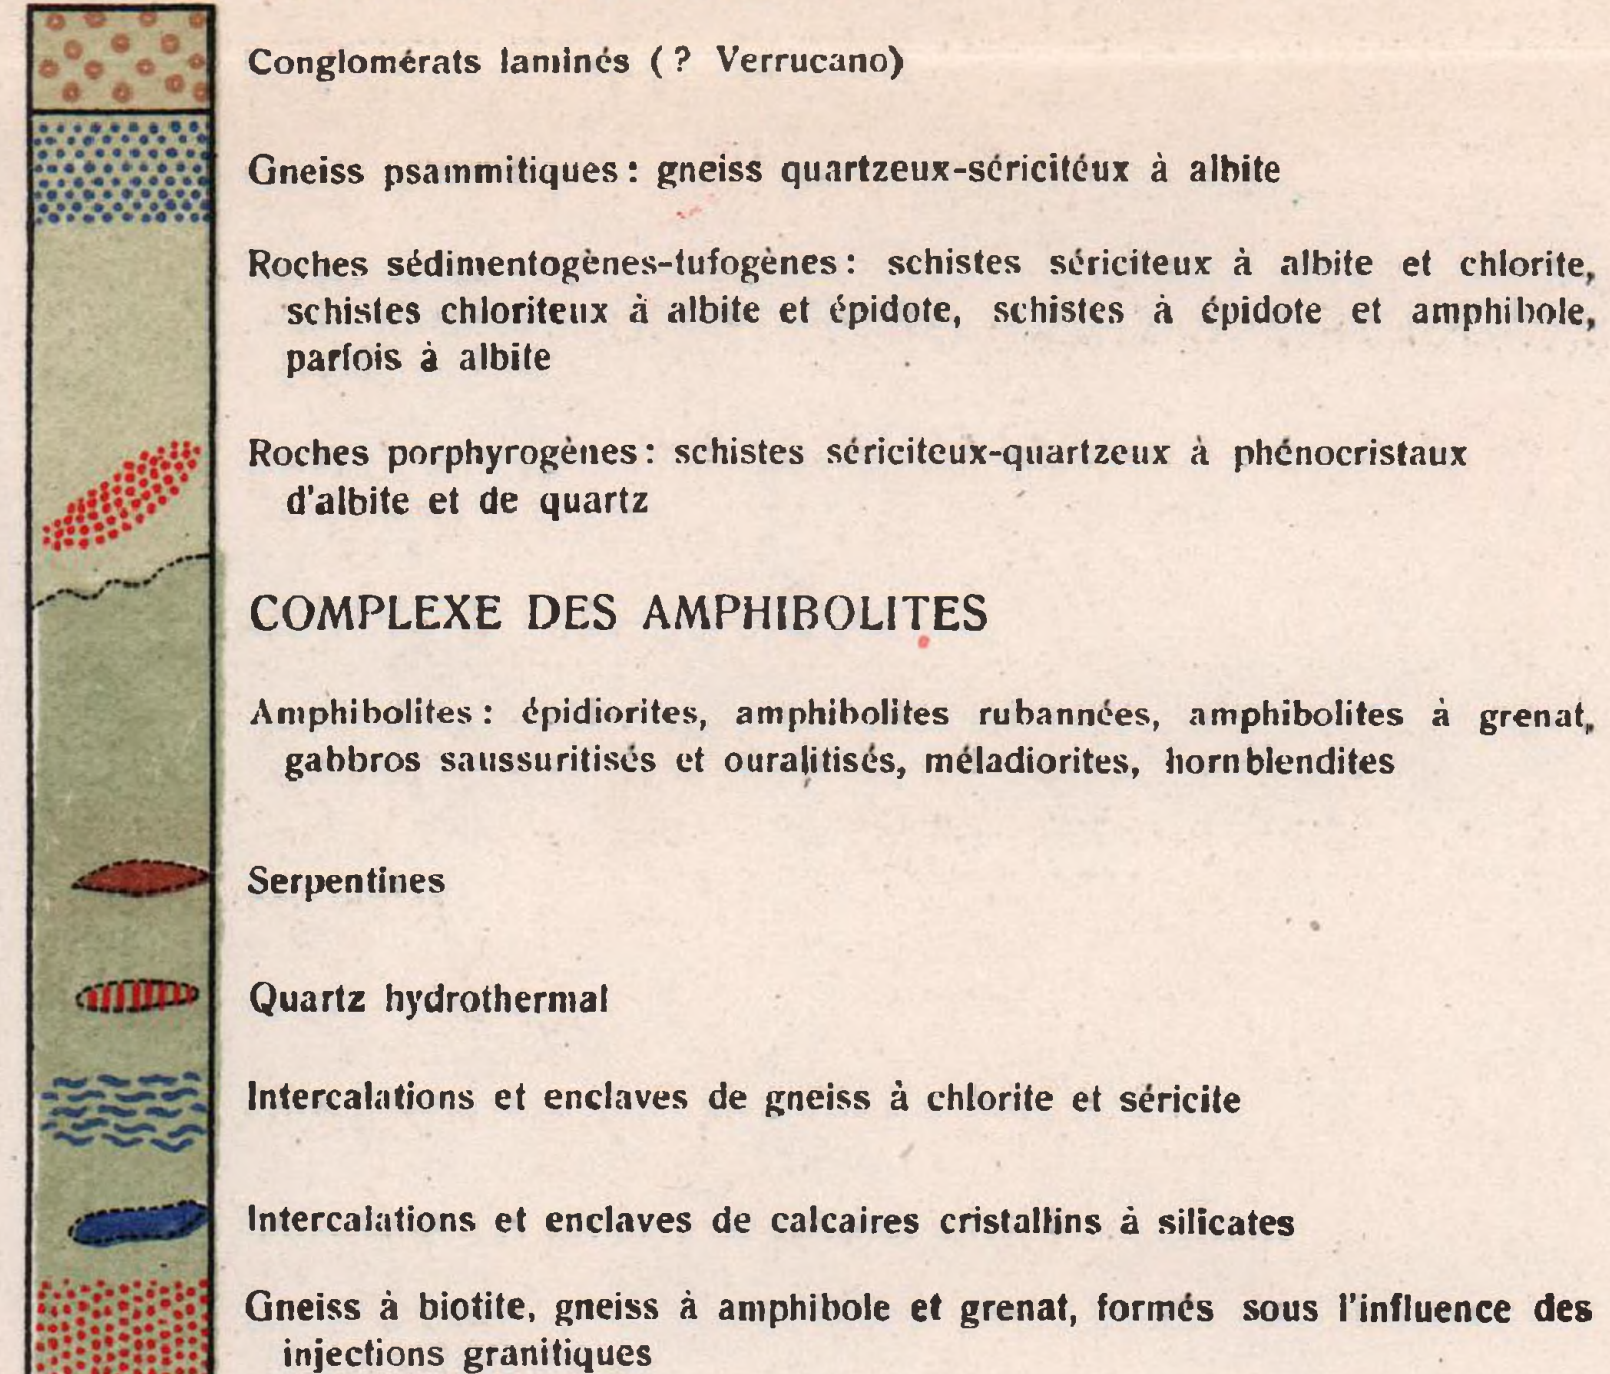 Conglomérats laminés (? Verrucano)
Gneiss psammitiques: gneiss quartzeux-sériciteux à albite
Roches sédimentogènes-tufogènes: schistes sériciteux à albite et chlorite,
schistes chloriteux à albite et épidote, schistes à épidote et amphibole,
parfois à albite
Roches porphyrogènes: schistes sériciteux-quartzeux à phénocristaux
d'albite et de quartz
COMPLEXE DES AMPHIBOLITES
Amphibolites: épidiorites, amphibolites rubannées, amphibolites à grenat,
gabbros saussuritisés et ouralitisés, méladiorites, hornblendites
Serpentines
Quartz hydrothermal
Intercalations et enclaves de gneiss à chlorite et séricite
Intercalations et enclaves de calcaires cristallins à silicates
Gneiss à biotite, gneiss à amphibole et grenat, formés sous l'influence des
injections granitiques